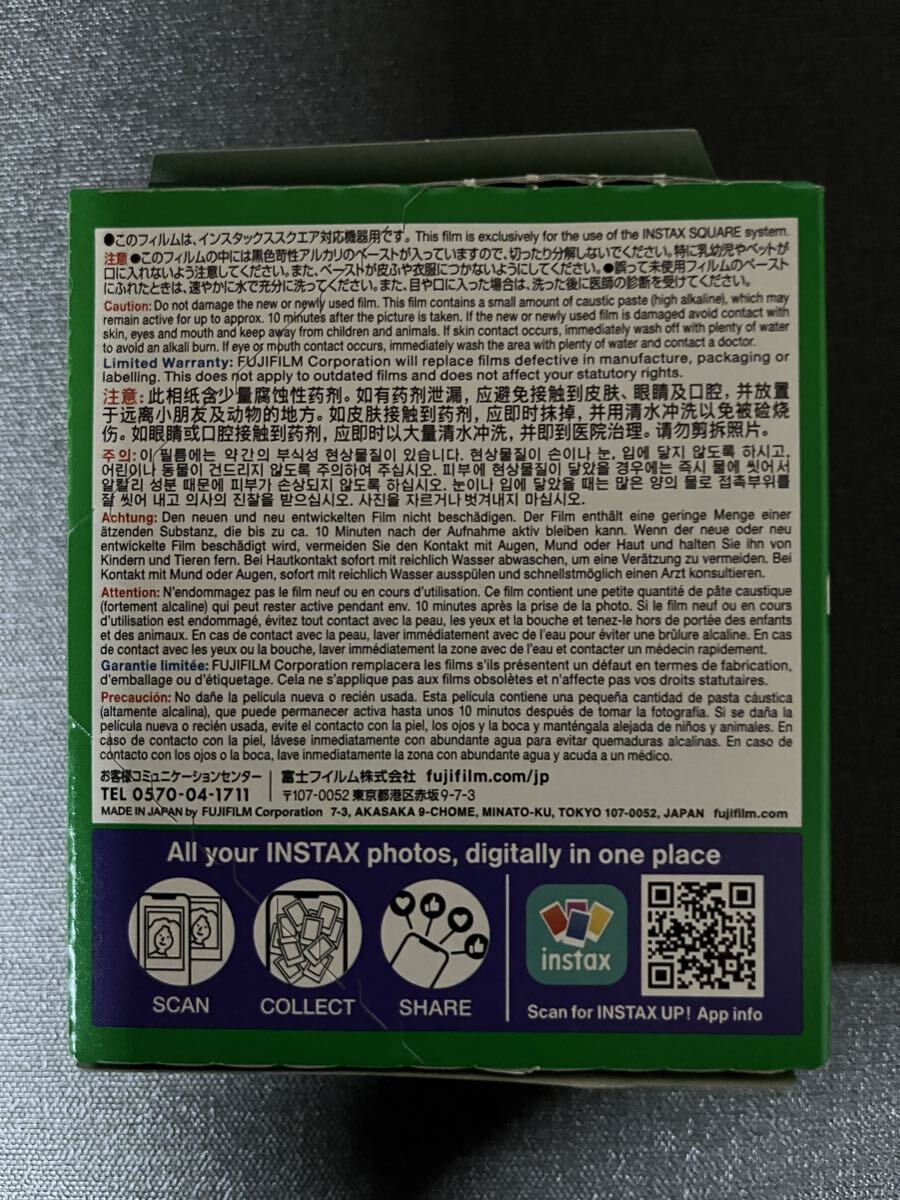 ●このフィルムは、インスタックススクエア対応機器用です。 This film is exclusively for the use of the INSTAX SQUARE system.
注意 ●このフィルムの中には黒色苛性アルカリのペーストが入っていますので、切ったり分解しないでください。特に乳幼児やペットが
口に入れないよう注意してください。また、ペーストが皮ふや衣服につかないようにしてください。●誤って未使用フィルムのペースト
にふれたときは、速やかに水で充分に洗ってください。また、目や口に入った場合は、洗った後に医師の診断を受けてください。
Caution: Do not damage the new or newly used film. This film contains a small amount of caustic paste (high alkaline), which may
remain active for up to approx. 10 minutes after the picture is taken. If the new or newly used film is damaged avoid contact with
skin, eyes and mouth and keep away from children and animals. If skin contact occurs, immediately wash off with plenty of water
to avoid an alkali burn. If eye or mouth contact occurs, immediately wash the area with plenty of water and contact a doctor.
Limited Warranty: FUJIFILM Corporation will replace films defective in manufacture, packaging or
labelling. This does not apply to outdated films and does not affect your statutory rights.
注意: 此相纸含少量腐蚀性药剂。如有药剂泄漏，应避免接触到皮肤、眼睛及口腔，并放置
于远离小朋友及动物的地方。如皮肤接触到药剂，应即时抹掉，并用清水冲洗以免被硷烧
伤。如眼睛或口腔接触到药剂，应即时以大量清水冲洗，并即到医院治理。请勿剪拆照片。
주의: 이 필름에는 약간의 부식성 현상물질이 있습니다. 현상물질이 손이나 눈, 입에 닿지 않도록 하시고,
어린이나 동물이 건드리지 않도록 주의하여 주십시오. 피부에 현상물질이 닿았을 경우에는 즉시 물에 씻어서
알칼리 성분 때문에 피부가 손상되지 않도록 하십시오. 눈이나 입에 닿았을 때는 많은 양의 물로 접촉부위를
잘 씻어 내고 의사의 진찰을 받으십시오. 사진을 자르거나 벗겨내지 마십시오.
Achtung: Den neuen und neu entwickelten Film nicht beschädigen. Der Film enthält eine geringe Menge einer
ätzenden Substanz, die bis zu ca. 10 Minuten nach der Aufnahme aktiv bleiben kann. Wenn der neue oder neu
entwickelte Film beschädigt wird, vermeiden Sie den Kontakt mit Augen, Mund oder Haut und halten Sie ihn von
Kindern und Tieren fern. Bei Hautkontakt sofort mit reichlich Wasser abwaschen, um eine Verätzung zu vermeiden. Bei
Kontakt mit Mund oder Augen, sofort mit reichlich Wasser ausspülen und schnellstmöglich einen Arzt konsultieren.
Attention: N'endommagez pas le film neuf ou en cours d'utilisation. Ce film contient une petite quantité de pâte caustique
(fortement alcaline) qui peut rester active pendant env. 10 minutes après la prise de la photo. Si le film neuf ou en cours
d'utilisation est endommagé, évitez tout contact avec la peau, les yeux et la bouche et tenez-le hors de portée des enfants
et des animaux. En cas de contact avec la peau, laver immédiatement avec de l'eau pour éviter une brûlure alcaline. En cas
de contact avec les yeux ou la bouche, laver immédiatement la zone avec de l'eau et contacter un médecin rapidement.
Garantie limitée: FUJIFILM Corporation remplacera les films s'ils présentent un défaut en termes de fabrication,
d'emballage ou d'étiquetage. Cela ne s'applique pas aux films obsolètes et n'affecte pas vos droits statutaires.
Precaución: No dañe la película nueva o recién usada. Esta película contiene una pequeña cantidad de pasta cáustica
(altamente alcalina), que puede permanecer activa hasta unos 10 minutos después de tomar la fotografía. Si se daña la
película nueva o recién usada, evite el contacto con la piel, los ojos y la boca y manténgala alejada de niños y animales. En
caso de contacto con la piel, lávese inmediatamente con abundante agua para evitar quemaduras alcalinas. En caso de
contacto con los ojos o la boca, lave inmediatamente la zona con abundante agua y acuda a un médico.
お客様コミュニケーションセンター
TEL 0570-04-1711
富士フイルム株式会社 fujifilm.com/jp
〒107-0052 東京都港区赤坂9-7-3
MADE IN JAPAN by FUJIFILM Corporation 7-3, AKASAKA 9-CHOME, MINATO-KU, TOKYO 107-0052, JAPAN fujifilm.com
All your INSTAX photos, digitally in one place
instax
SCAN COLLECT SHARE
Scan for INSTAX UP! App info